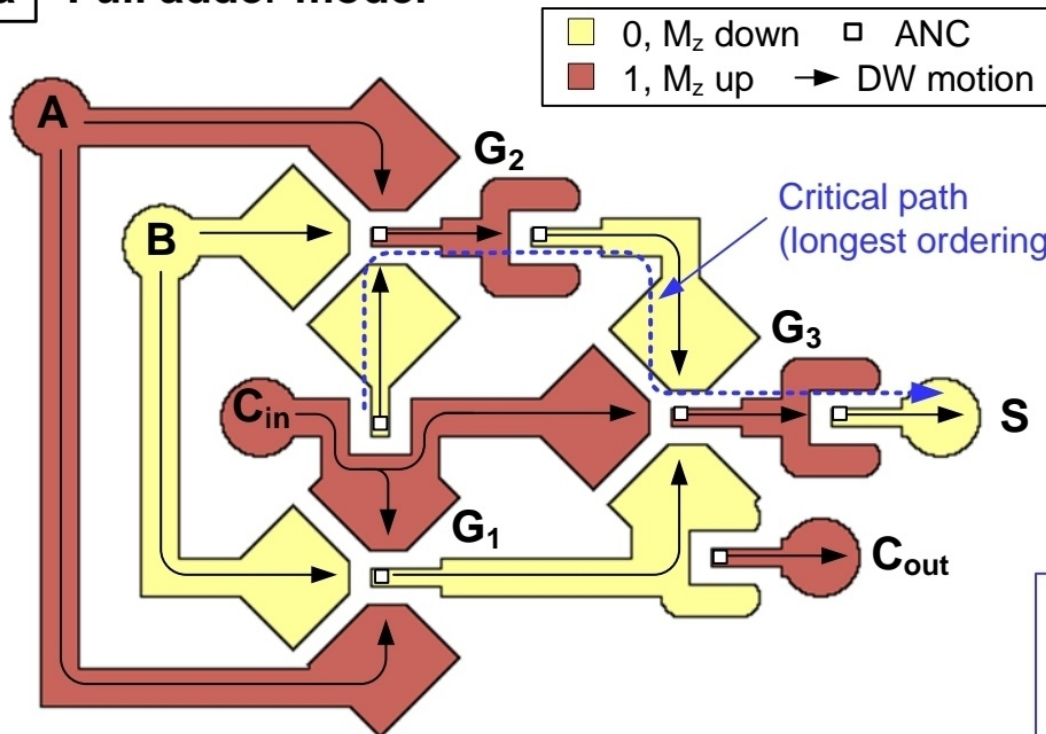 a Full adder model
0, Mz down ANC
1, Mz up DW motion
A
G2
B
Critical path
(longest ordering
G3
Cin
S
G1
Cout